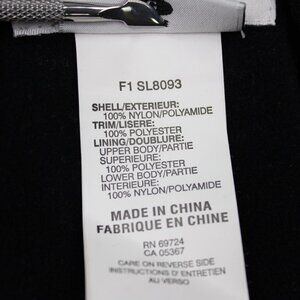 F1 SL8093
SHELL/EXTERIEUR:
100% NYLON/POLYAMIDE
TRIM/LISERE:
100% POLYESTER
LINING/DOUBLURE:
UPPER BODY/PARTIE
SUPERIEURE:
100% POLYESTER
LOWER BODY/PARTIE
INTERIEURE:
100% NYLON/POLYAMIDE
MADE IN CHINA
FABRIQUE EN CHINE
RN 69724
CA 05367
CARE ON REVERSE SIDE
INSTRUCTIONS D'ENTRETIEN
AU VERSO